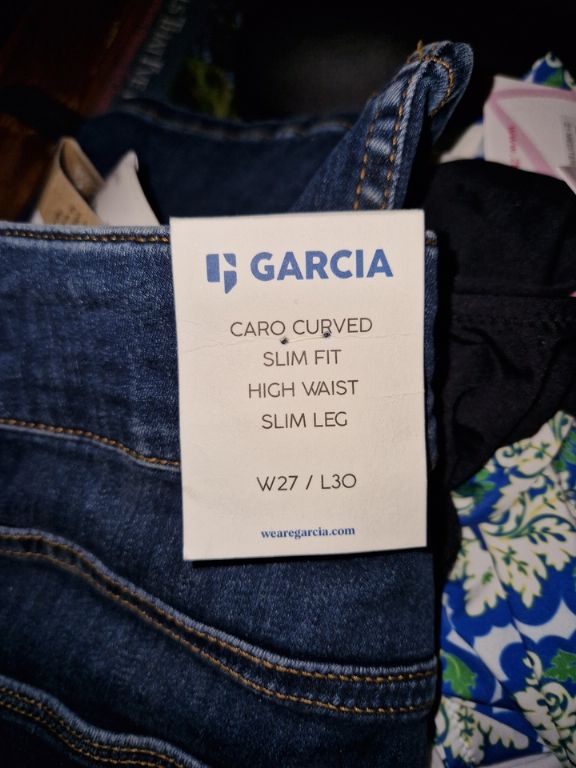 GARCIA
CARO CURVED
SLIM FIT
HIGH WAIST
SLIM LEG
W27 / L30
wearegarcia.com